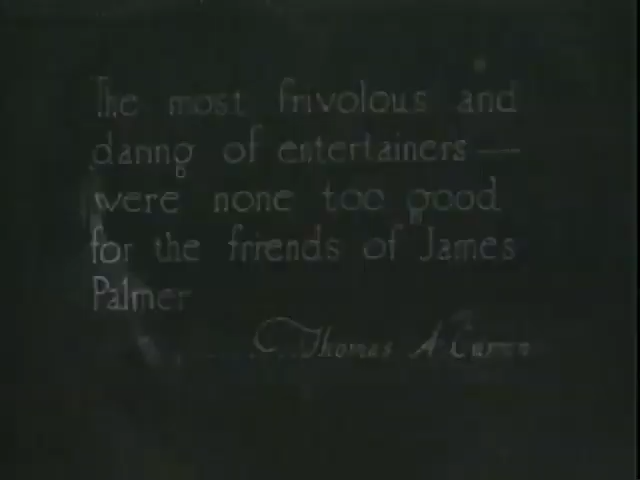 The most frivolous and
daring of entertainers—
were none too good
for the friends of James
Palmer
Thomas A Curran